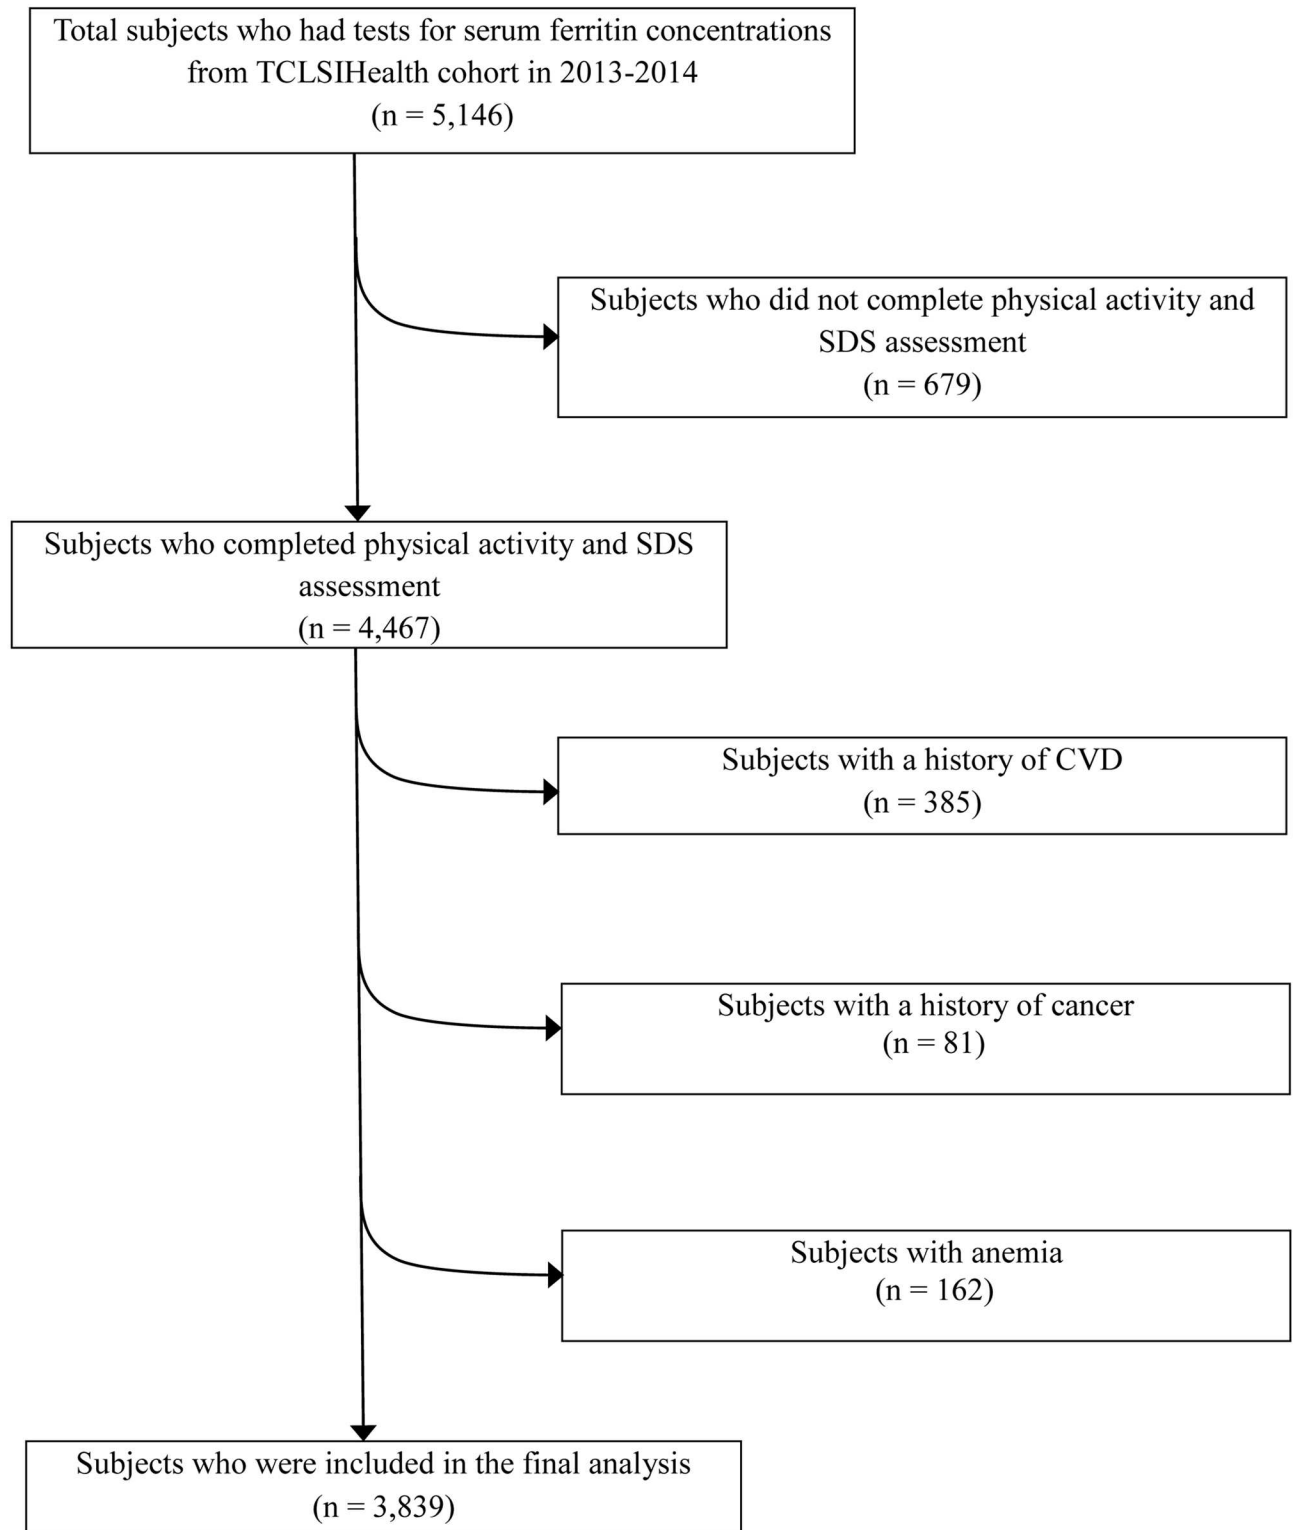 Total subjects who had tests for serum ferritin concentrations
from TCLSIHealth cohort in 2013-2014
(n = 5,146)
Subjects who did not complete physical activity and
SDS assessment
(n = 679)
Subjects who completed physical activity and SDS
assessment
(n = 4,467)
Subjects with a history of CVD
(n = 385)
Subjects with a history of cancer
(n = 81)
Subjects with anemia
(n = 162)
Subjects who were included in the final analysis
(n = 3,839)